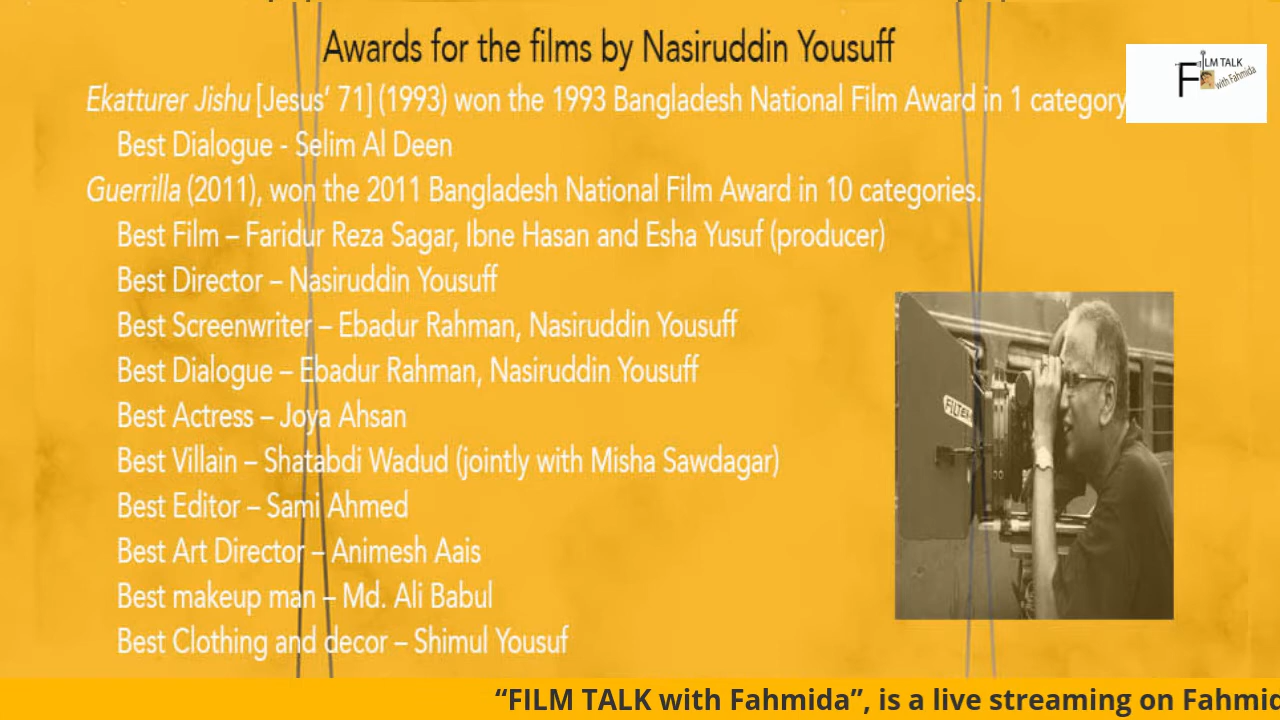 Awards for the films by Nasiruddin Yousuff
Ekatturer Jishu [Jesus’ 71] (1993) won the 1993 Bangladesh National Film Award in 1 category
Best Dialogue - Selim Al Deen
Guerrilla (2011), won the 2011 Bangladesh National Film Award in 10 categories.
Best Film – Faridur Reza Sagar, Ibne Hasan and Esha Yusuf (producer)
Best Director – Nasiruddin Yousuff
Best Screenwriter – Ebadur Rahman, Nasiruddin Yousuff
Best Dialogue – Ebadur Rahman, Nasiruddin Yousuff
Best Actress – Joya Ahsan
Best Villain – Shatabdi Wadud (jointly with Misha Sawdagar)
Best Editor – Sami Ahmed
Best Art Director – Animesh Aais
Best makeup man – Md. Ali Babul
Best Clothing and decor – Shimul Yousuf
FILM TALK
with Fahmida
FILTER
“FILM TALK with Fahmida”, is a live streaming on Fahmid